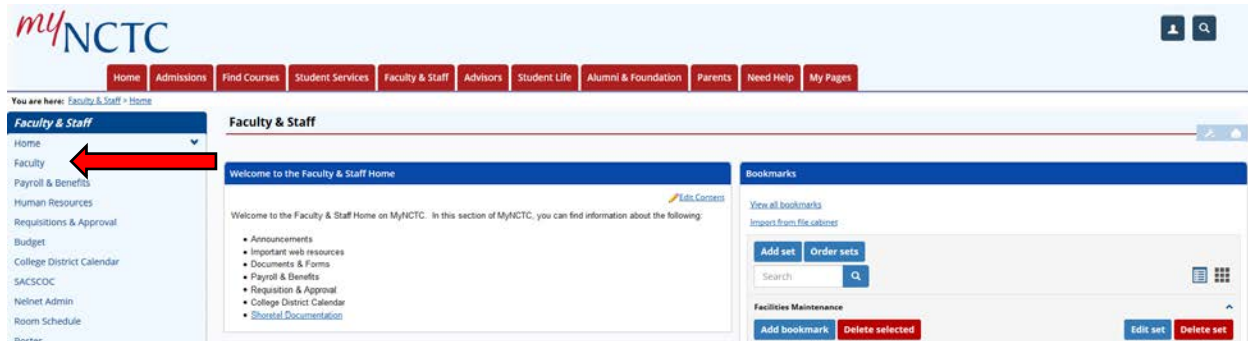 myNCTC
Home Admissions Find Courses Student Services Faculty & Staff Advisors Student Life Alumni & Foundation Parents Need Help My Pages
You are here: Faculty & Staff > Home
Faculty & Staff
Home
Faculty
Payroll & Benefits
Human Resources
Requisitions & Approval
Budget
College District Calendar
SACSCOC
Nelnet Admin
Room Schedule
Faculty & Staff
Welcome to the Faculty & Staff Home
Edit Content
Welcome to the Faculty & Staff Home on MyNCTC. In this section of MyNCTC, you can find information about the following:
• Announcements
• Important web resources
• Documents & Forms
• Payroll & Benefits
• Requisition & Approval
• College District Calendar
• Shoretel Documentation
Bookmarks
View all bookmarks
Import from file cabinet
Add set Order sets
Search
Facilities Maintenance
Add bookmark Delete selected Edit set Delete set